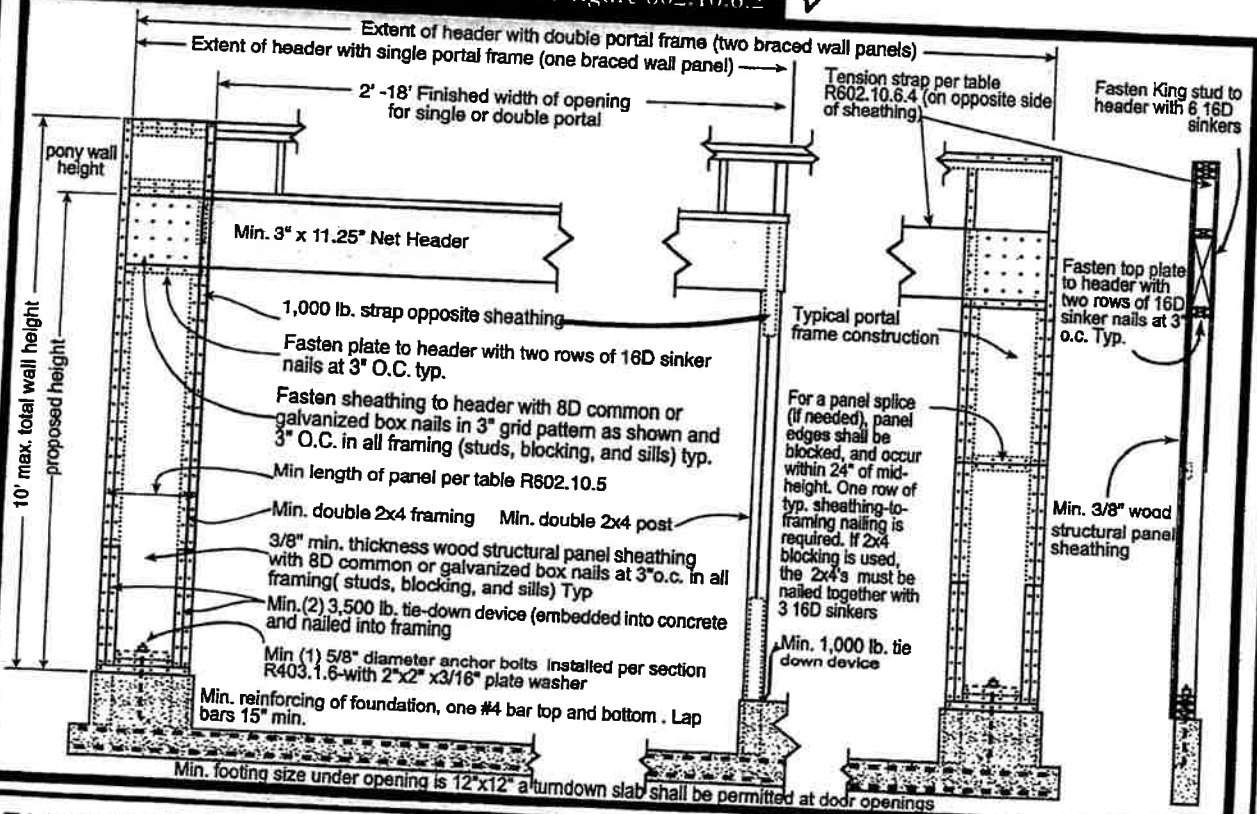 Figure 602.10.6.2
Extent of header with double portal frame (two braced wall panels)
Extent of header with single portal frame (one braced wall panel)
2' -18' Finished width of opening
for single or double portal
Tension strap per table
R602.10.6.4 (on opposite side
of sheathing)
Fasten King stud to
header with 6 16D
sinkers
pony wall
height
Min. 3" x 11.25" Net Header
10' max. total wall height
proposed height
1,000 lb. strap opposite sheathing
Fasten plate to header with two rows of 16D sinker
nails at 3" O.C. typ.
Fasten sheathing to header with 8D common or
galvanized box nails in 3" grid pattern as shown and
3" O.C. in all framing (studs, blocking, and sills) typ.
Min length of panel per table R602.10.5
Min. double 2x4 framing
Min. double 2x4 post
3/8" min. thickness wood structural panel sheathing
with 8D common or galvanized box nails at 3"o.c. in all
framing( studs, blocking, and sills) Typ
Min.(2) 3,500 lb. tie-down device (embedded into concrete
and nailed into framing
Min (1) 5/8" diameter anchor bolts installed per section
R403.1.6-with 2"x2" x3/16" plate washer
Min. reinforcing of foundation, one #4 bar top and bottom . Lap
bars 15" min.
Min. footing size under opening is 12"x12" a turndown slab shall be permitted at door openings
Typical portal
frame construction
For a panel splice
(if needed), panel
edges shall be
blocked, and occur
within 24" of mid-
height. One row of
typ. sheathing-to-
framing nailing is
required. If 2x4
blocking is used,
the 2x4's must be
nailed together with
3 16D sinkers
Min. 1,000 lb. tie
down device
Fasten top plate
to header with
two rows of 16D
sinker nails at 3"
o.c. Typ.
Min. 3/8" wood
structural panel
sheathing